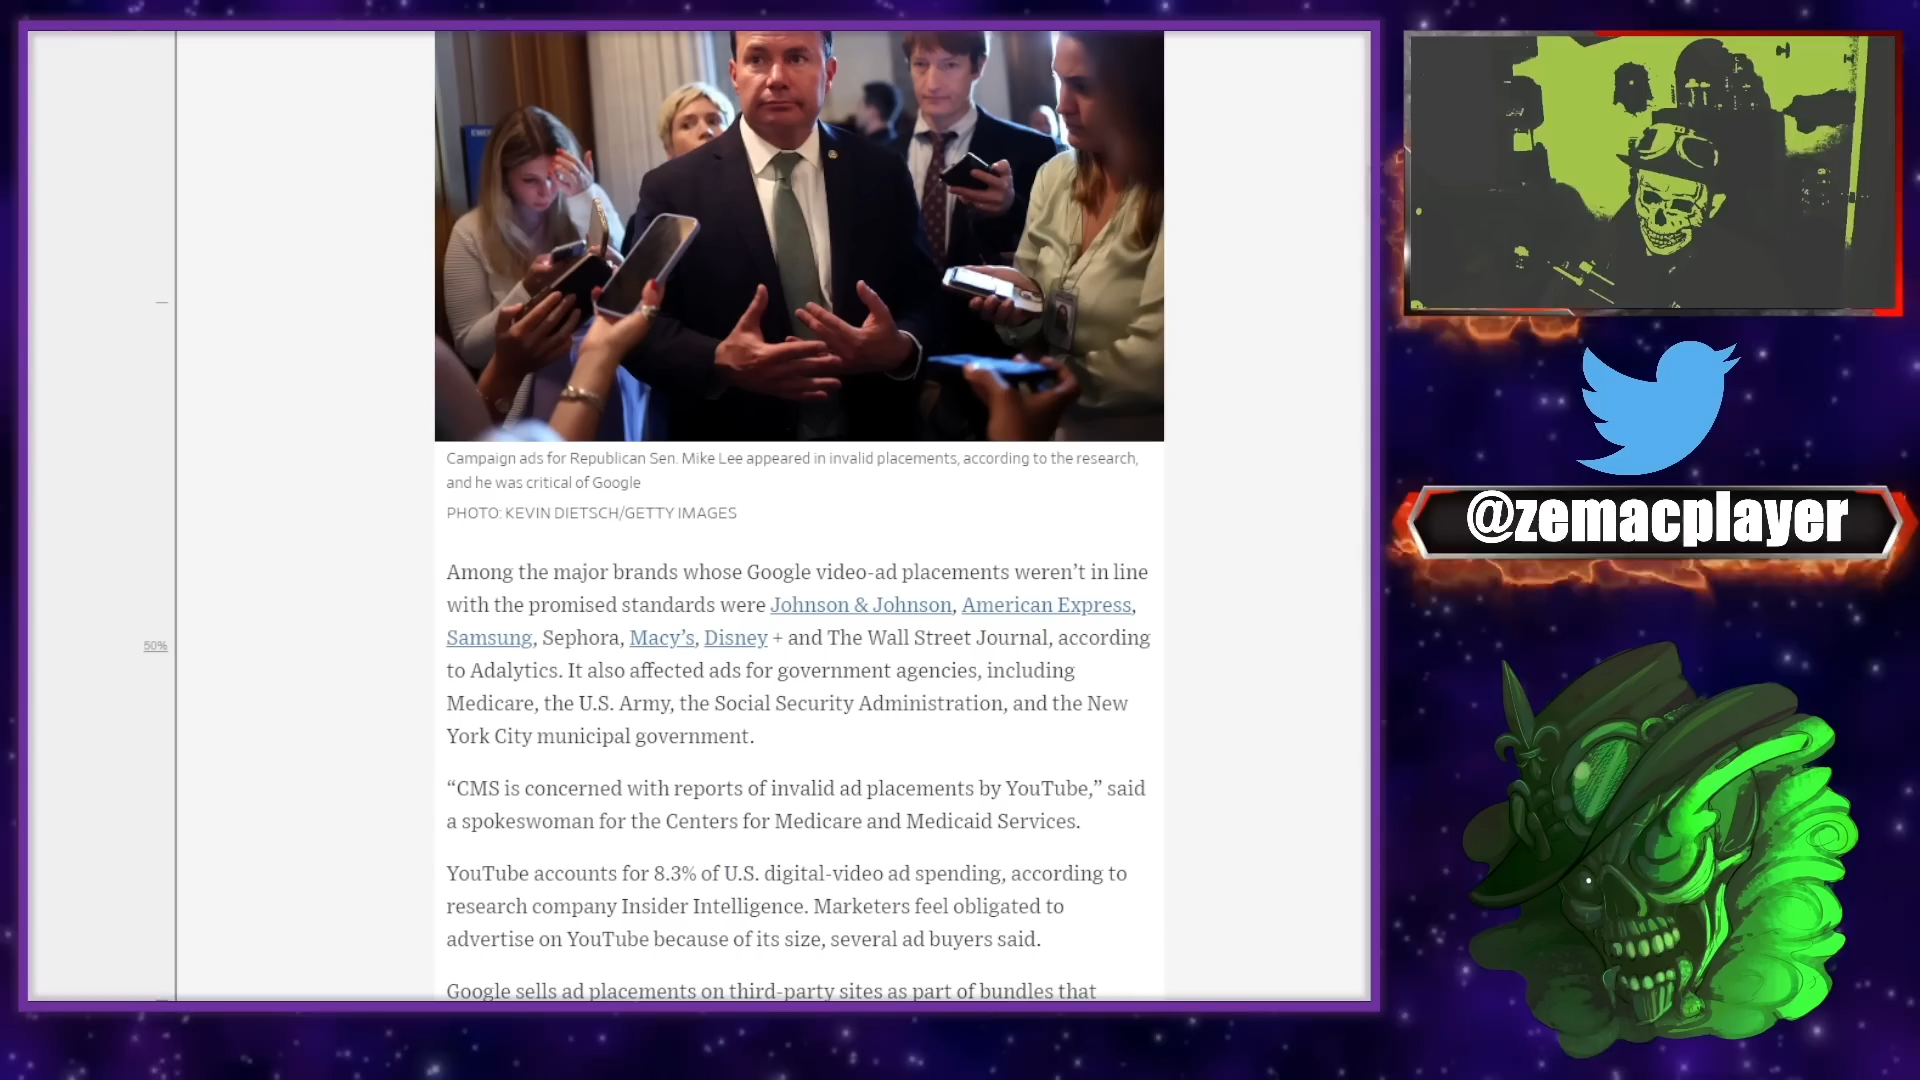 EME
Campaign ads for Republican Sen. Mike Lee appeared in invalid placements, according to the research,
and he was critical of Google
PHOTO: KEVIN DIETSCH/GETTY IMAGES
Among the major brands whose Google video-ad placements weren’t in line
with the promised standards were Johnson & Johnson, American Express,
Samsung, Sephora, Macy’s, Disney + and The Wall Street Journal, according
to Adalytics. It also affected ads for government agencies, including
Medicare, the U.S. Army, the Social Security Administration, and the New
York City municipal government.
50%
“CMS is concerned with reports of invalid ad placements by YouTube,” said
a spokeswoman for the Centers for Medicare and Medicaid Services.
YouTube accounts for 8.3% of U.S. digital-video ad spending, according to
research company Insider Intelligence. Marketers feel obligated to
advertise on YouTube because of its size, several ad buyers said.
Google sells ad placements on third-party sites as part of bundles that
@zemacplayer